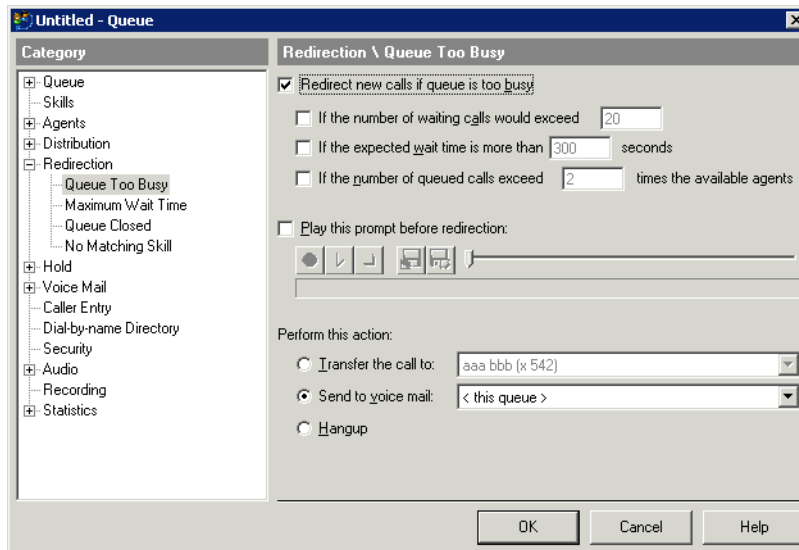 Untitled - Queue
Category
Queue
Skills
Agents
Distribution
Redirection
Queue Too Busy
Maximum Wait Time
Queue Closed
No Matching Skill
Hold
Voice Mail
Caller Entry
Dial-by-name Directory
Security
Audio
Recording
Statistics
Redirection \ Queue Too Busy
Redirect new calls if queue is too busy
If the number of waiting calls would exceed 20
If the expected wait time is more than 300 seconds
If the number of queued calls exceed 2 times the available agents
Play this prompt before redirection:
Perform this action:
Transfer the call to: aaa bbb (x 542)
Send to voice mail: < this queue >
Hangup
OK Cancel Help